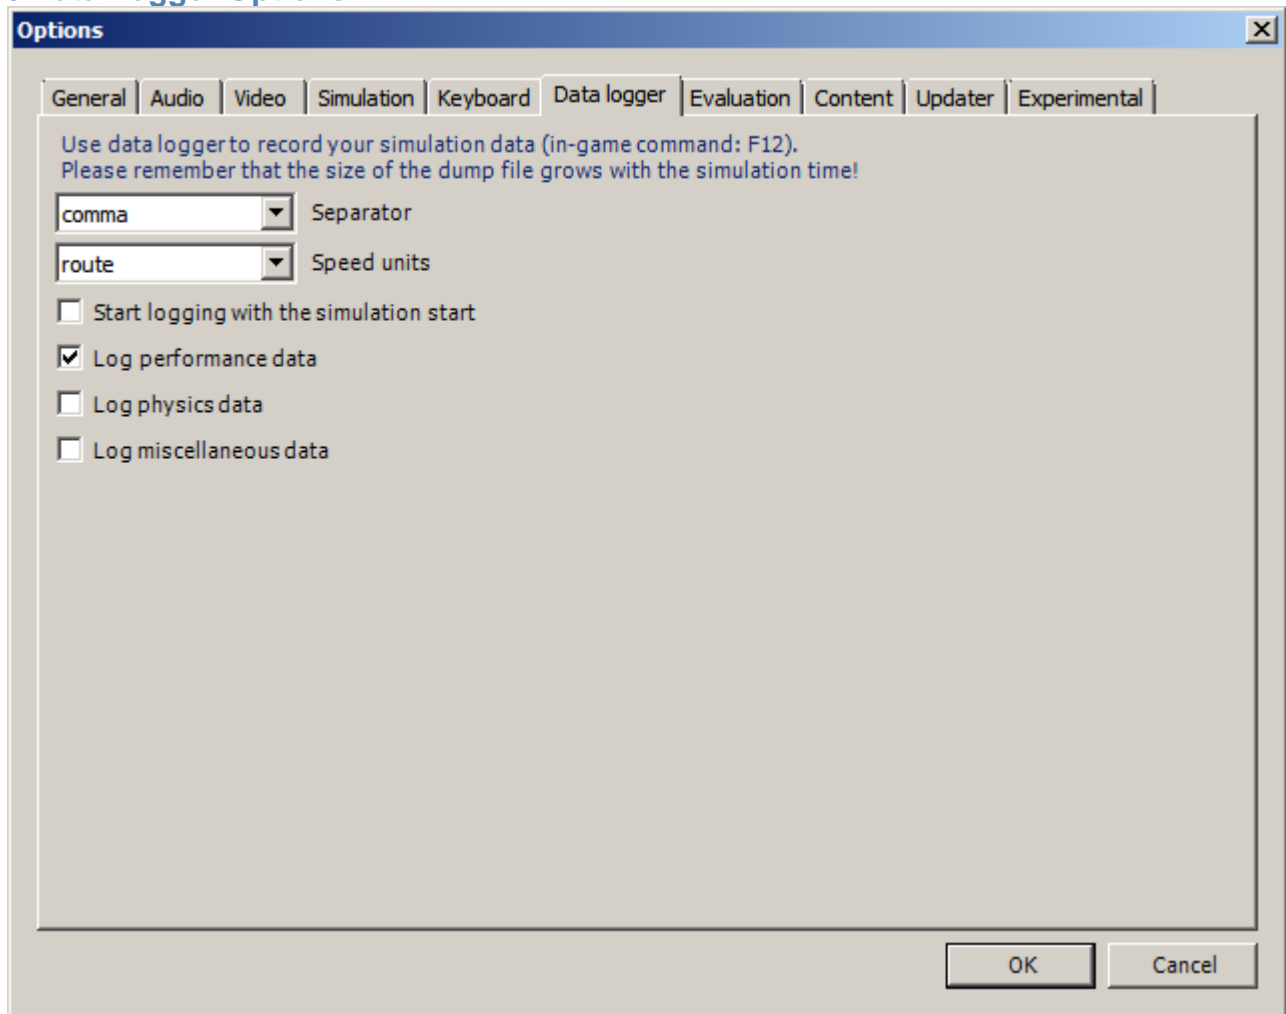 Options
General Audio Video Simulation Keyboard Data logger Evaluation Content Updater Experimental
Use data logger to record your simulation data (in-game command: F12).
Please remember that the size of the dump file grows with the simulation time!
comma Separator
route Speed units
Start logging with the simulation start
Log performance data
Log physics data
Log miscellaneous data
OK Cancel